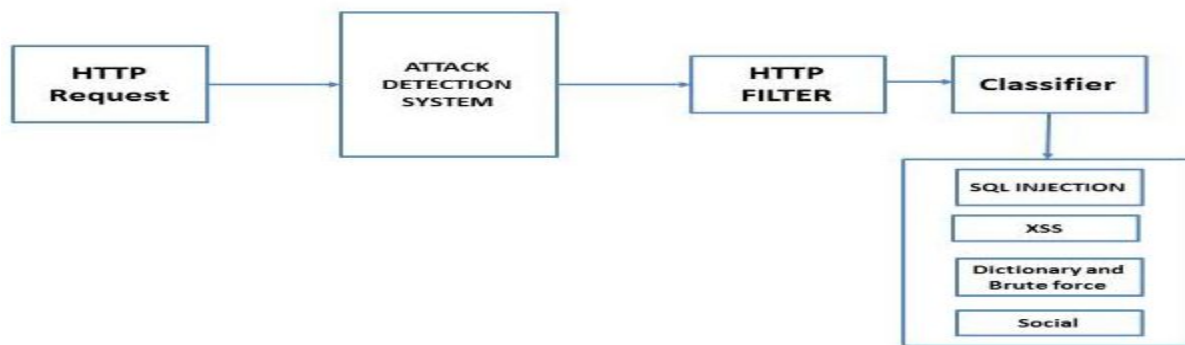 HTTP
Request
ATTACK
DETECTION
SYSTEM
HTTP
FILTER
Classifier
SQL INJECTION
XSS
Dictionary and
Brute force
Social